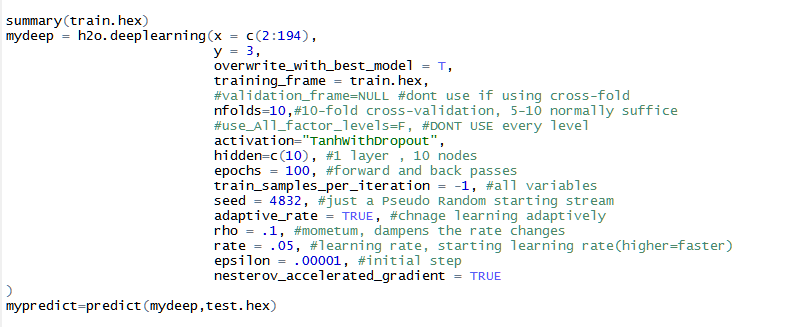 summary(train.hex)
mydeep = h2o.deeplearning(x = c(2:194),
y = 3,
overwrite_with_best_model = T,
training_frame = train.hex,
#validation_frame=NULL #dont use if using cross-fold
nfolds=10,#10-fold cross-validation, 5-10 normally suffice
#use_All_factor_levels=F, #DONT USE every level
activation="TanhWithDropout",
hidden=c(10), #1 layer , 10 nodes
epochs = 100, #forward and back passes
train_samples_per_iteration = -1, #all variables
seed = 4832, #just a Pseudo Random starting stream
adaptive_rate = TRUE, #chnage learning adaptively
rho = .1, #mometum, dampens the rate changes
rate = .05, #learning rate, starting learning rate(higher=faster)
epsilon = .00001, #initial step
nesterov_accelerated_gradient = TRUE
)
mypredict=predict(mydeep,test.hex)